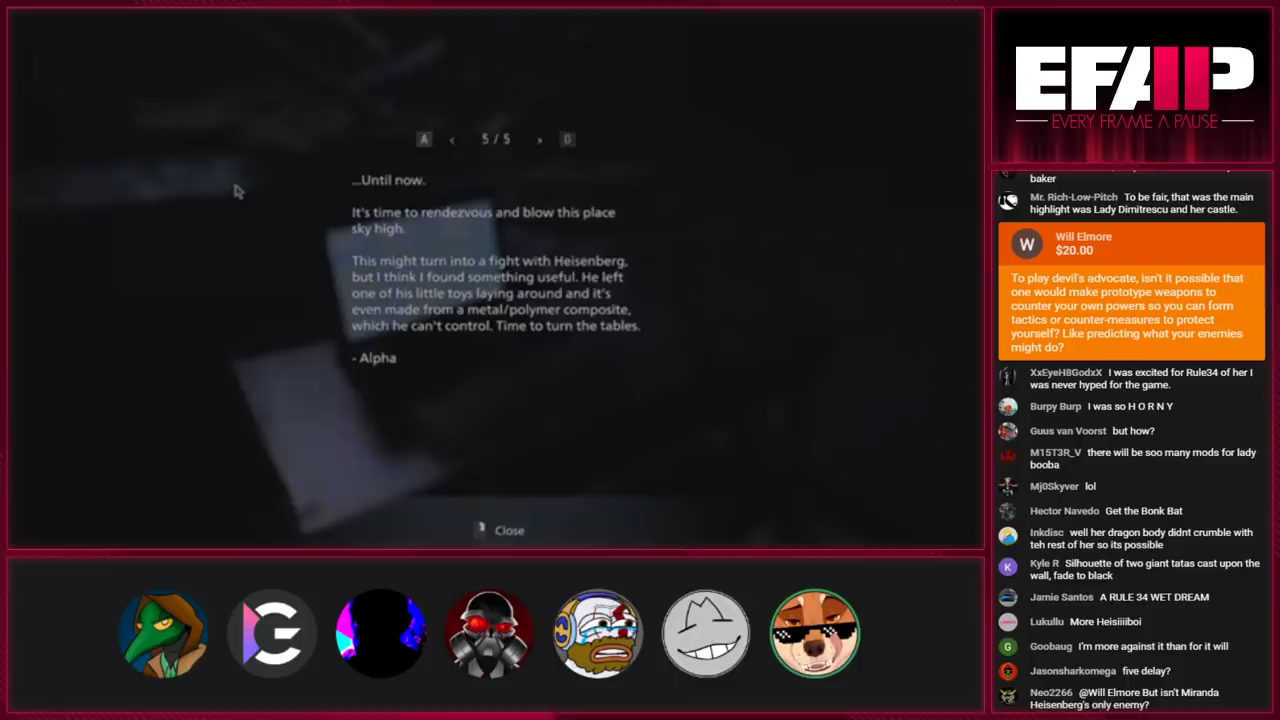 A < 5 / 5 > D
...Until now.
It's time to rendezvous and blow this place
sky high.
This might turn into a fight with Heisenberg,
but I think I found something useful. He left
one of his little toys laying around and it's
even made from a metal/polymer composite,
which he can't control. Time to turn the tables.
- Alpha
Close
EFAP
EVERY FRAME A PAUSE
baker
Mr. Rich-Low-Pitch To be fair, that was the main
highlight was Lady Dimitrescu and her castle.
W
Will Elmore
$20.00
To play devil's advocate, isn't it possible that
one would make prototype weapons to
counter your own powers so you can form
tactics or counter-measures to protect
yourself? Like predicting what your enemies
might do?
XxEyeH8GodxX I was excited for Rule34 of her I
was never hyped for the game.
Burpy Burp I was so H O R N Y
Guus van Voorst but how?
M15T3R_V there will be soo many mods for lady
booba
Mj0Skyver lol
Hector Navedo Get the Bonk Bat
Inkdisc well her dragon body didnt crumble with
teh rest of her so its possible
K
Kyle R Silhouette of two giant tatas cast upon the
wall, fade to black
Jamie Santos A RULE 34 WET DREAM
Lukullu More Heisiiiiboi
G
Goobaug I'm more against it than for it will
Jasonsharkomega five delay?
Neo2266 @Will Elmore But isn't Miranda
Heisenberg's only enemy?